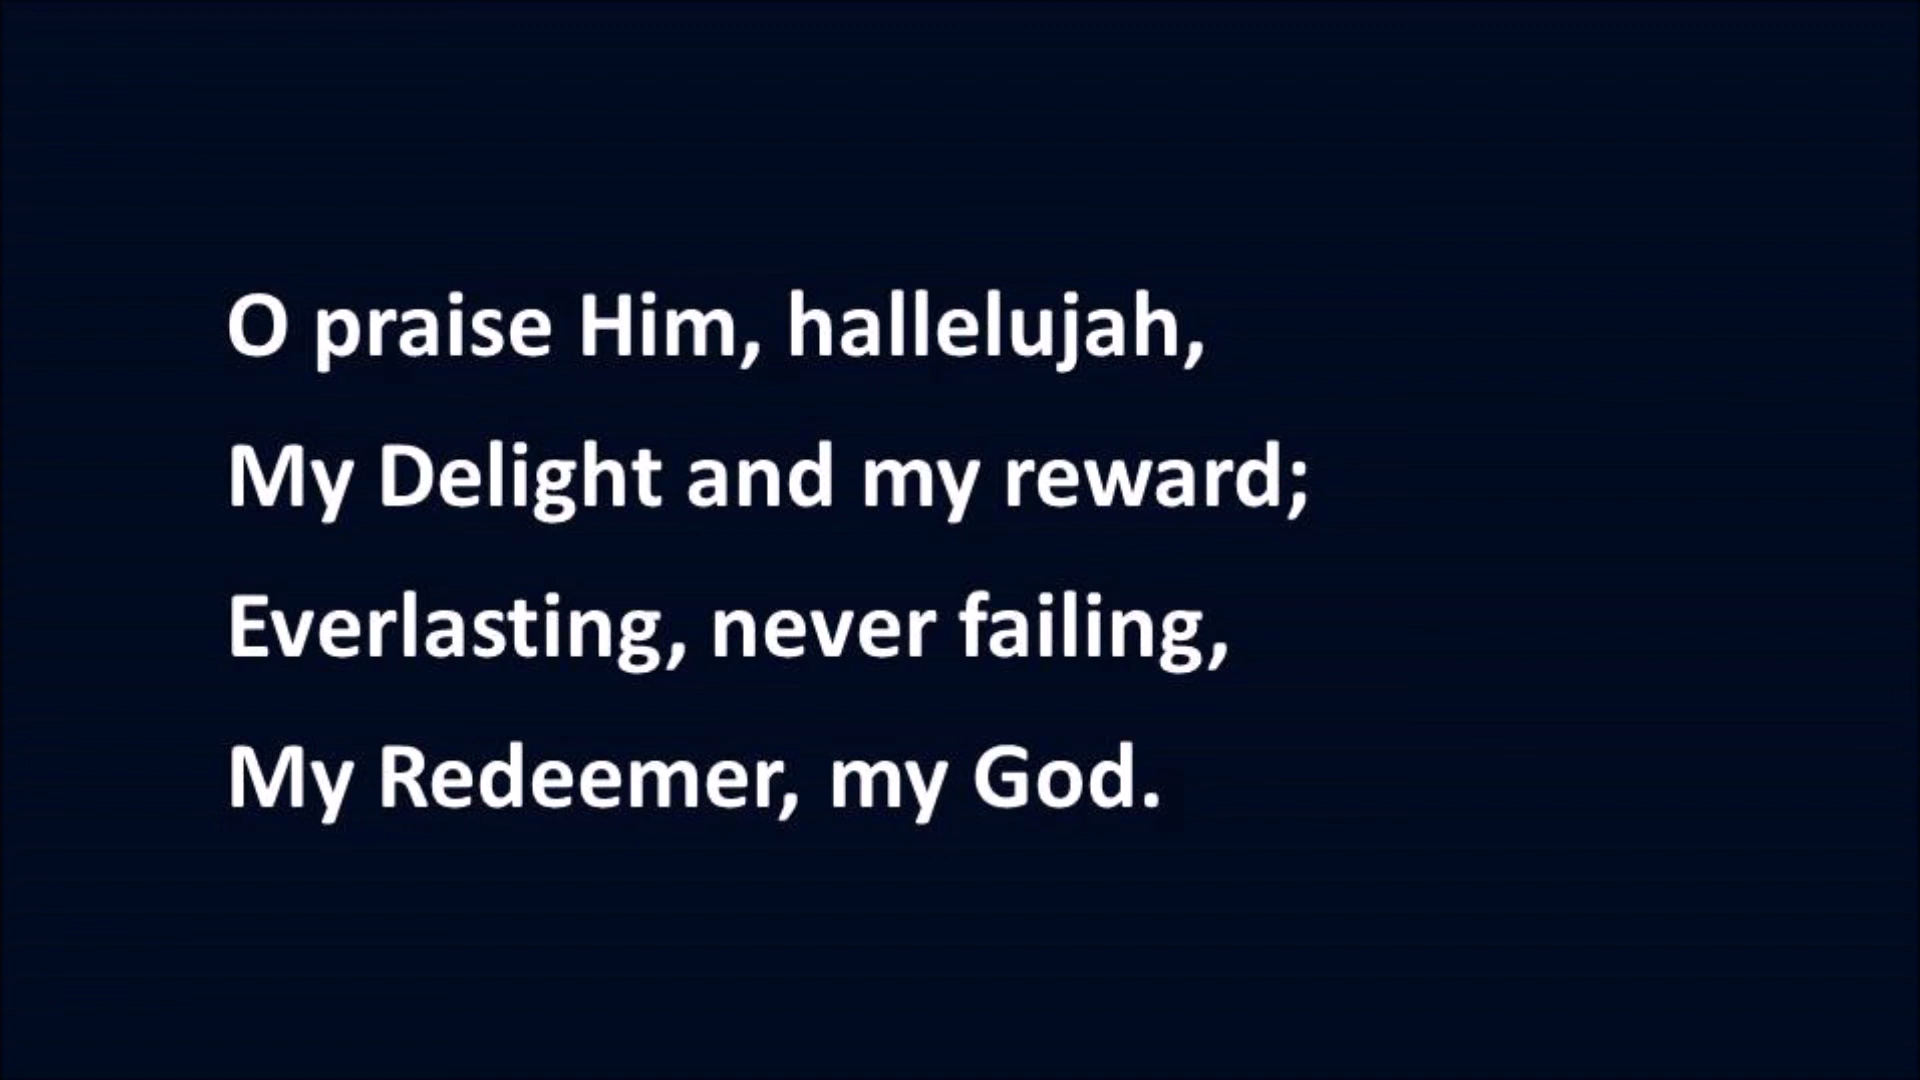 O praise Him, hallelujah,
My Delight and my reward;
Everlasting, never failing,
My Redeemer, my God.